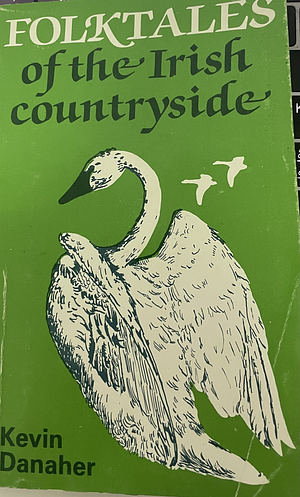 FOLKTALES
of the Irish
countryside
Kevin
Danaher